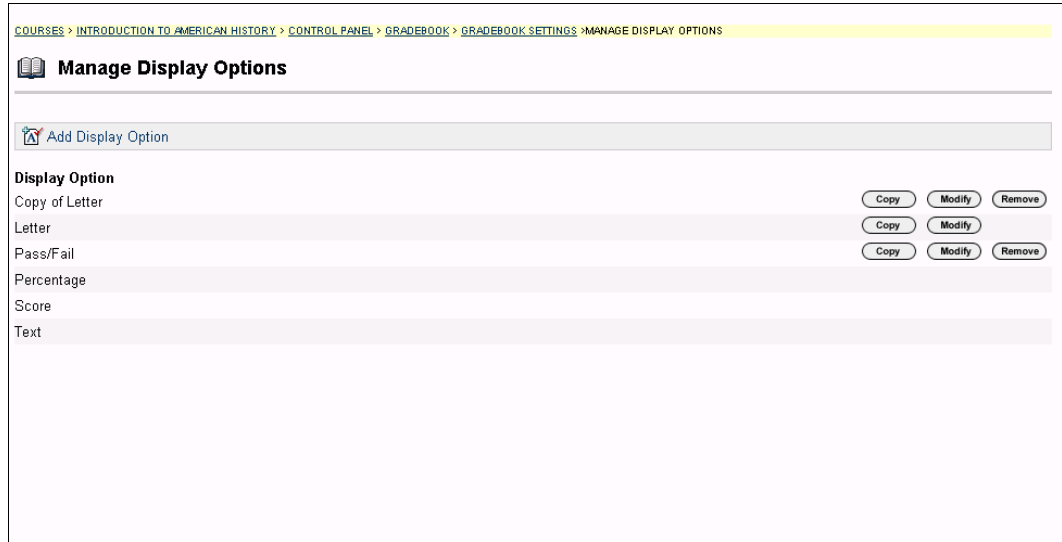 COURSES > INTRODUCTION TO AMERICAN HISTORY > CONTROL PANEL > GRADEBOOK > GRADEBOOK SETTINGS >MANAGE DISPLAY OPTIONS
Manage Display Options
Add Display Option
Display Option
Copy of Letter Copy Modify Remove
Letter Copy Modify
Pass/Fail Copy Modify Remove
Percentage
Score
Text